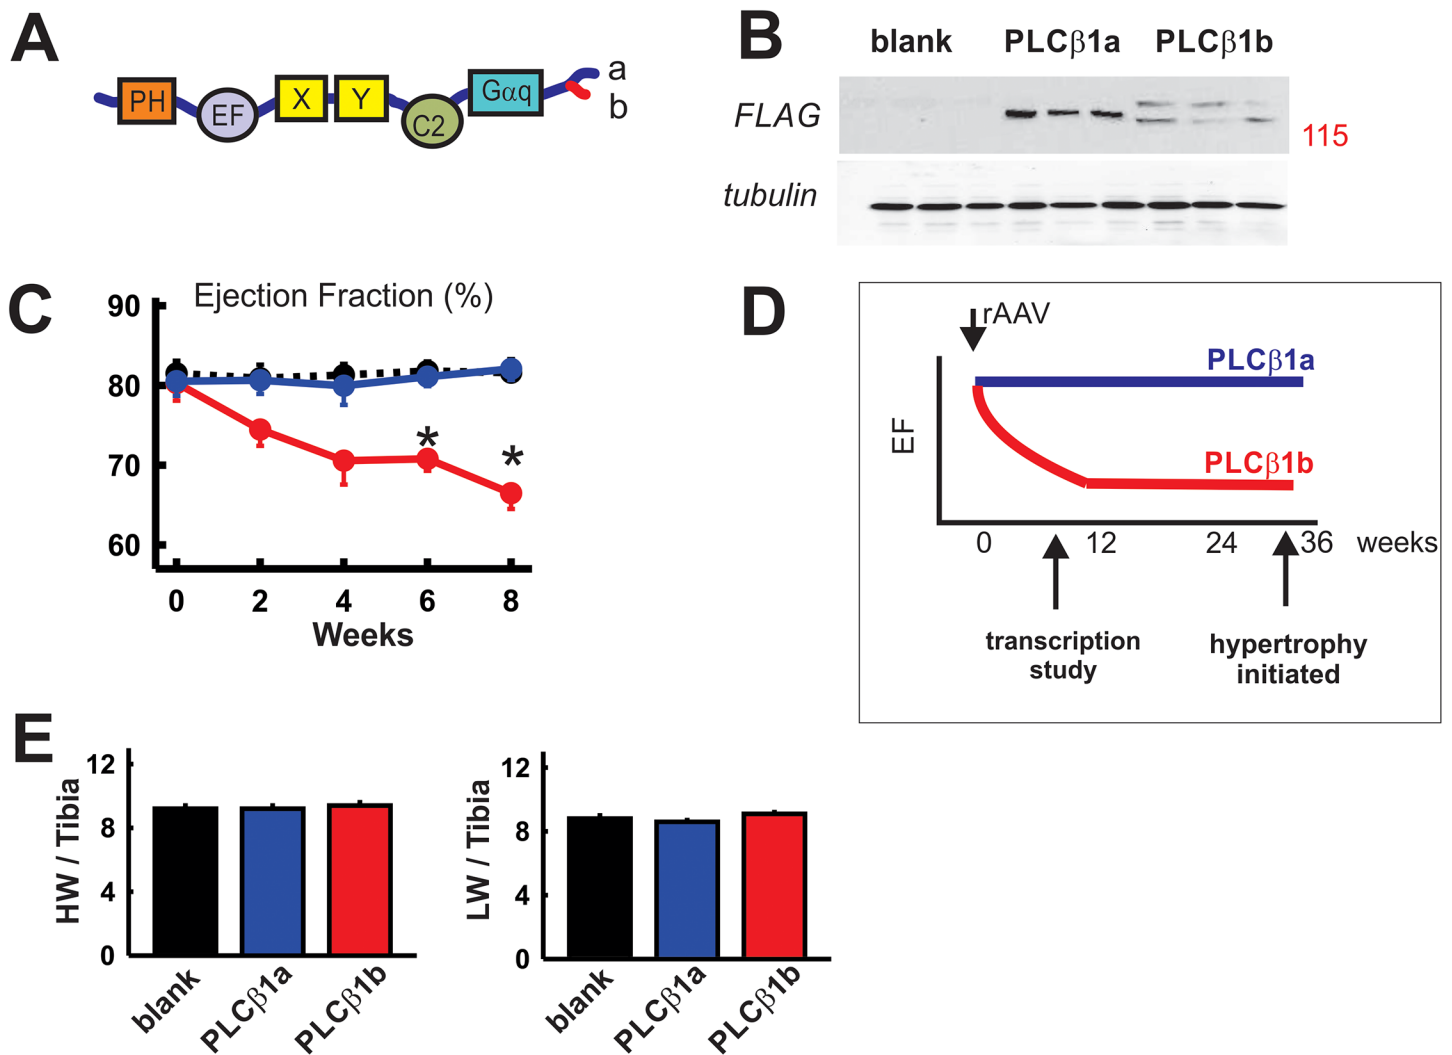 A
PH
EF
X
Y
C2
Gαq
a
b
B
blank PLCβ1a PLCβ1b
FLAG
115
tubulin
C
Ejection Fraction (%)
90
80
70
60
*
*
0 2 4 6 8
Weeks
D
rAAV
PLCβ1a
EF
PLCβ1b
0 12 24 36 weeks
transcription
study
hypertrophy
initiated
E
HW / Tibia
12
8
4
0
blank
PLCβ1a
PLCβ1b
LW / Tibia
12
8
4
0
blank
PLCβ1a
PLCβ1b